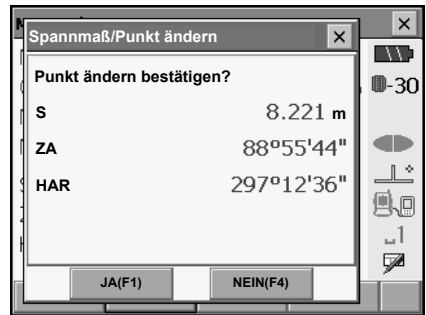 Spannmaß/Punkt ändern
Punkt ändern bestätigen?
S 8.221 m
ZA 88°55'44"
HAR 297°12'36"
JA(F1) NEIN(F4)
-30
1